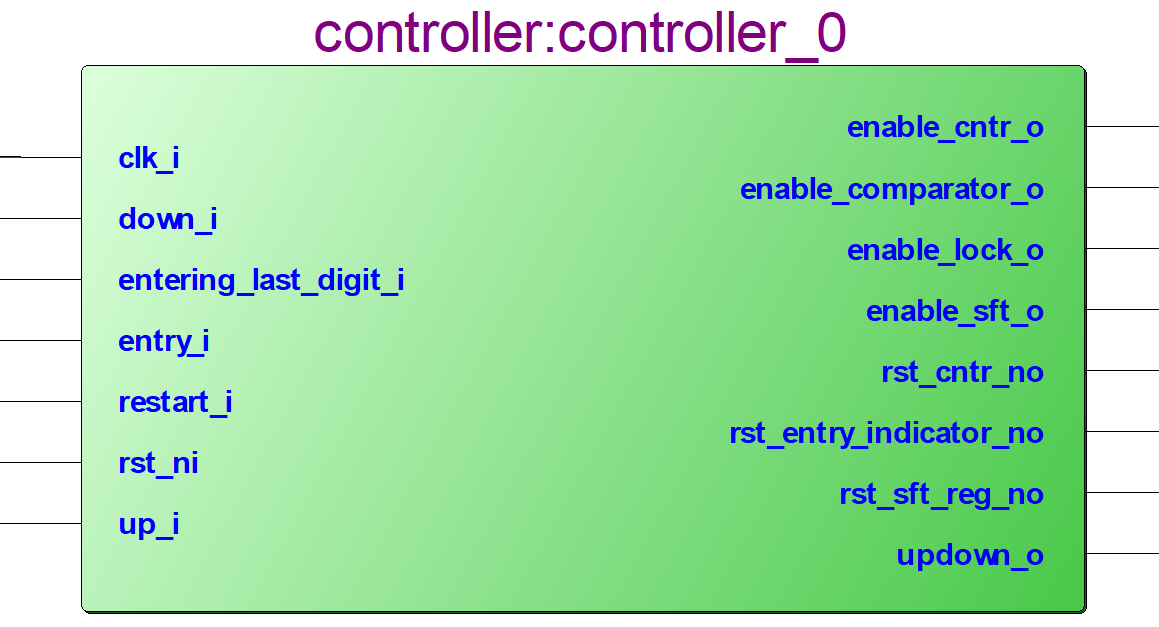 controller:controller_0
clk_i
down_i
entering_last_digit_i
entry_i
restart_i
rst_ni
up_i
enable_cntr_o
enable_comparator_o
enable_lock_o
enable_sft_o
rst_cntr_no
rst_entry_indicator_no
rst_sft_reg_no
updown_o